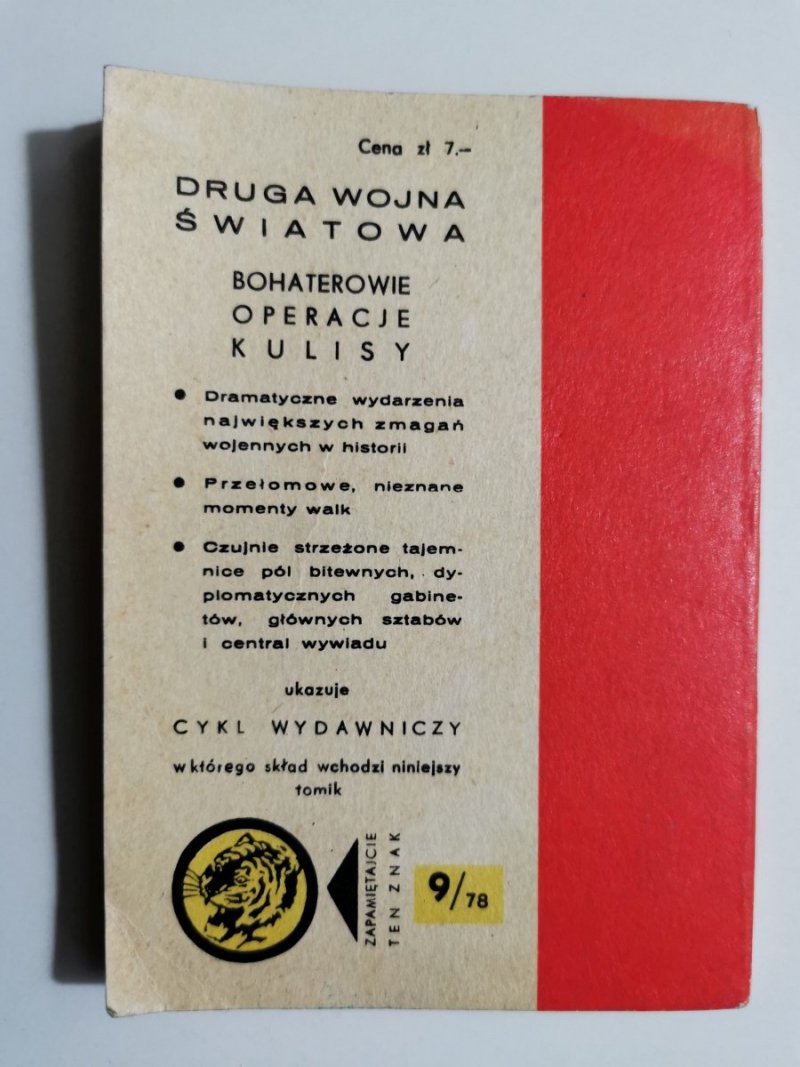 Cena zł 7.—
DRUGA WOJNA
ŚWIATOWA
BOHATEROWIE
OPERACJE
KULISY
● Dramatyczne wydarzenia
największych zmagań
wojennych w historii
● Przełomowe, nieznane
momenty walk
● Czujnie strzeżone tajem-
nice pól bitewnych, dy-
plomatycznych gabine-
tów, głównych sztabów
i central wywiadu
ukazuje
CYKL WYDAWNICZY
w którego skład wchodzi niniejszy
tomik
ZAPAMIĘTAJCIE
TEN ZNAK
9/78